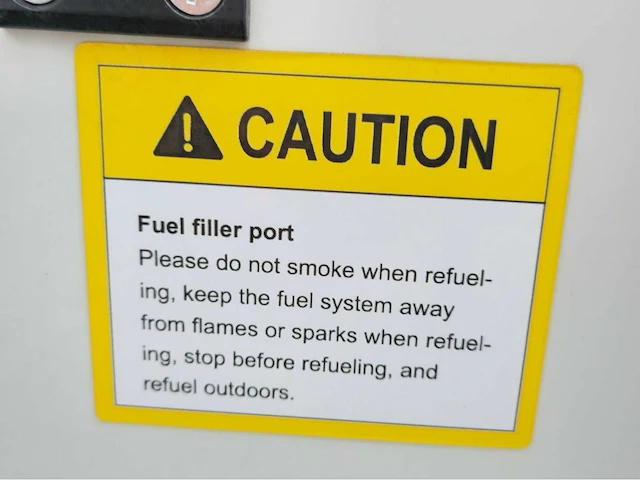 CAUTION
Fuel filler port
Please do not smoke when refuel-
ing, keep the fuel system away
from flames or sparks when refuel-
ing, stop before refueling, and
refuel outdoors.